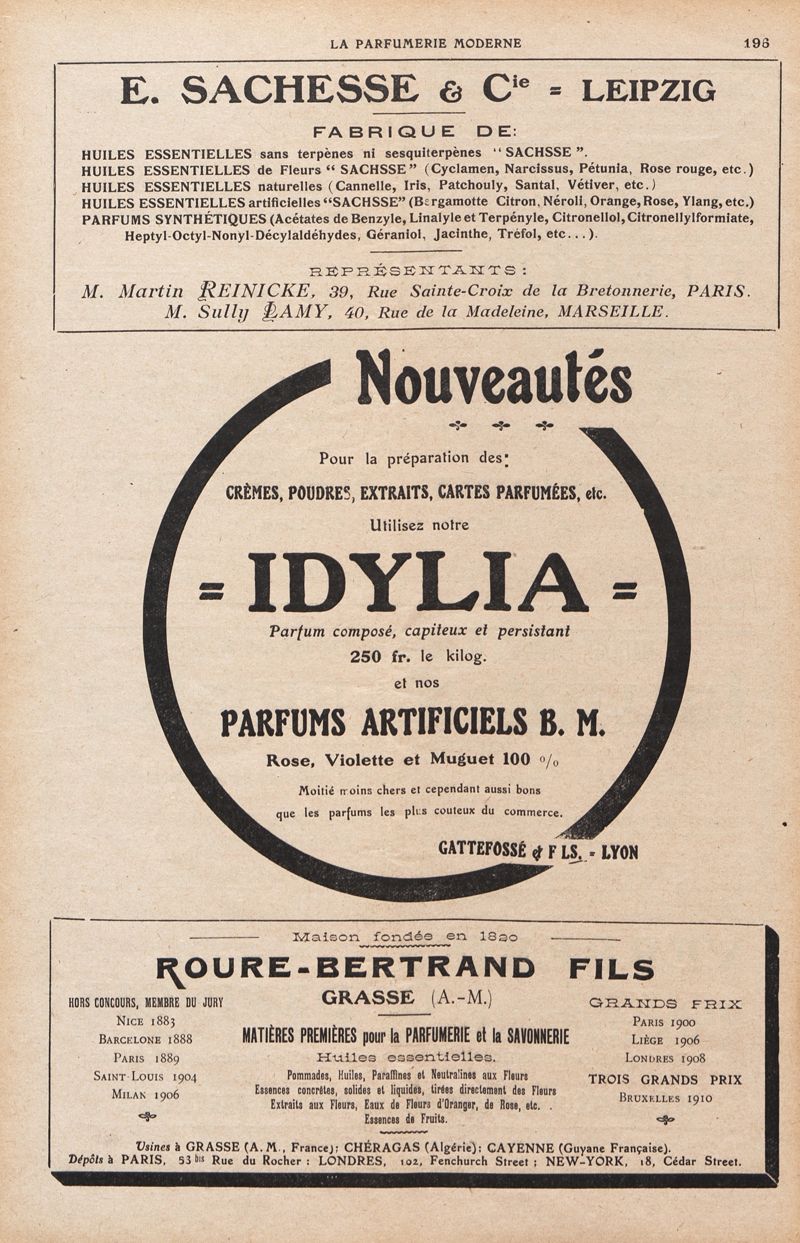 LA PARFUMERIE MODERNE 196
E. SACHESSE & Cie = LEIPZIG
FABRIQUE DE:
HUILES ESSENTIELLES sans terpènes ni sesquiterpènes “SACHSSE”.
HUILES ESSENTIELLES de Fleurs “SACHSSE” (Cyclamen, Narcissus, Pétunia, Rose rouge, etc.)
HUILES ESSENTIELLES naturelles (Cannelle, Iris, Patchouly, Santal, Vétiver, etc.)
HUILES ESSENTIELLES artificielles “SACHSSE” (Bergamotte Citron, Néroli, Orange, Rose, Ylang, etc.)
PARFUMS SYNTHÉTIQUES (Acétates de Benzyle, Linalyle et Terpényle, Citronellol, Citronellylformiate,
Heptyl-Octyl-Nonyl-Décylaldéhydes, Géraniol, Jacinthe, Tréfol, etc...).
REPRÉSENTANTS:
M. Martin REINICKE, 39, Rue Sainte-Croix de la Bretonnerie, PARIS.
M. Sully LAMY, 40, Rue de la Madeleine, MARSEILLE.
Nouveautés
Pour la préparation des:
CRÈMES, POUDRES, EXTRAITS, CARTES PARFUMÉES, etc.
Utilisez notre
= IDYLIA =
Parfum composé, capiteux et persistant
250 fr. le kilog.
et nos
PARFUMS ARTIFICIELS B. M.
Rose, Violette et Muguet 100 %
Moitié moins chers et cependant aussi bons
que les parfums les plus couteux du commerce.
GATTEFOSSÉ & F LS. = LYON
Maison fondée en 1820
ROURE-BERTRAND FILS
GRASSE (A.-M.)
HORS CONCOURS, MEMBRE DU JURY
NICE 1883
BARCELONE 1888
PARIS 1889
SAINT-LOUIS 1904
MILAN 1906
MATIÈRES PREMIÈRES pour la PARFUMERIE et la SAVONNERIE
Huiles essentielles.
Pommades, Huiles, Paraffines et Neutralines aux Fleurs
Essences concrètes, solides et liquides, tirées directement des Fleurs
Extraits aux Fleurs, Eaux de Fleurs d'Oranger, de Rose, etc. .
Essences de Fruits.
GRANDS PRIX
PARIS 1900
LIÈGE 1906
LONDRES 1908
TROIS GRANDS PRIX
BRUXELLES 1910
Usines à GRASSE (A. M., France); CHÉRAGAS (Algérie); CAYENNE (Guyane Française).
Dépôts à PARIS, 53 bis Rue du Rocher : LONDRES, 102, Fenchurch Street ; NEW-YORK, 18, Cédar Street.